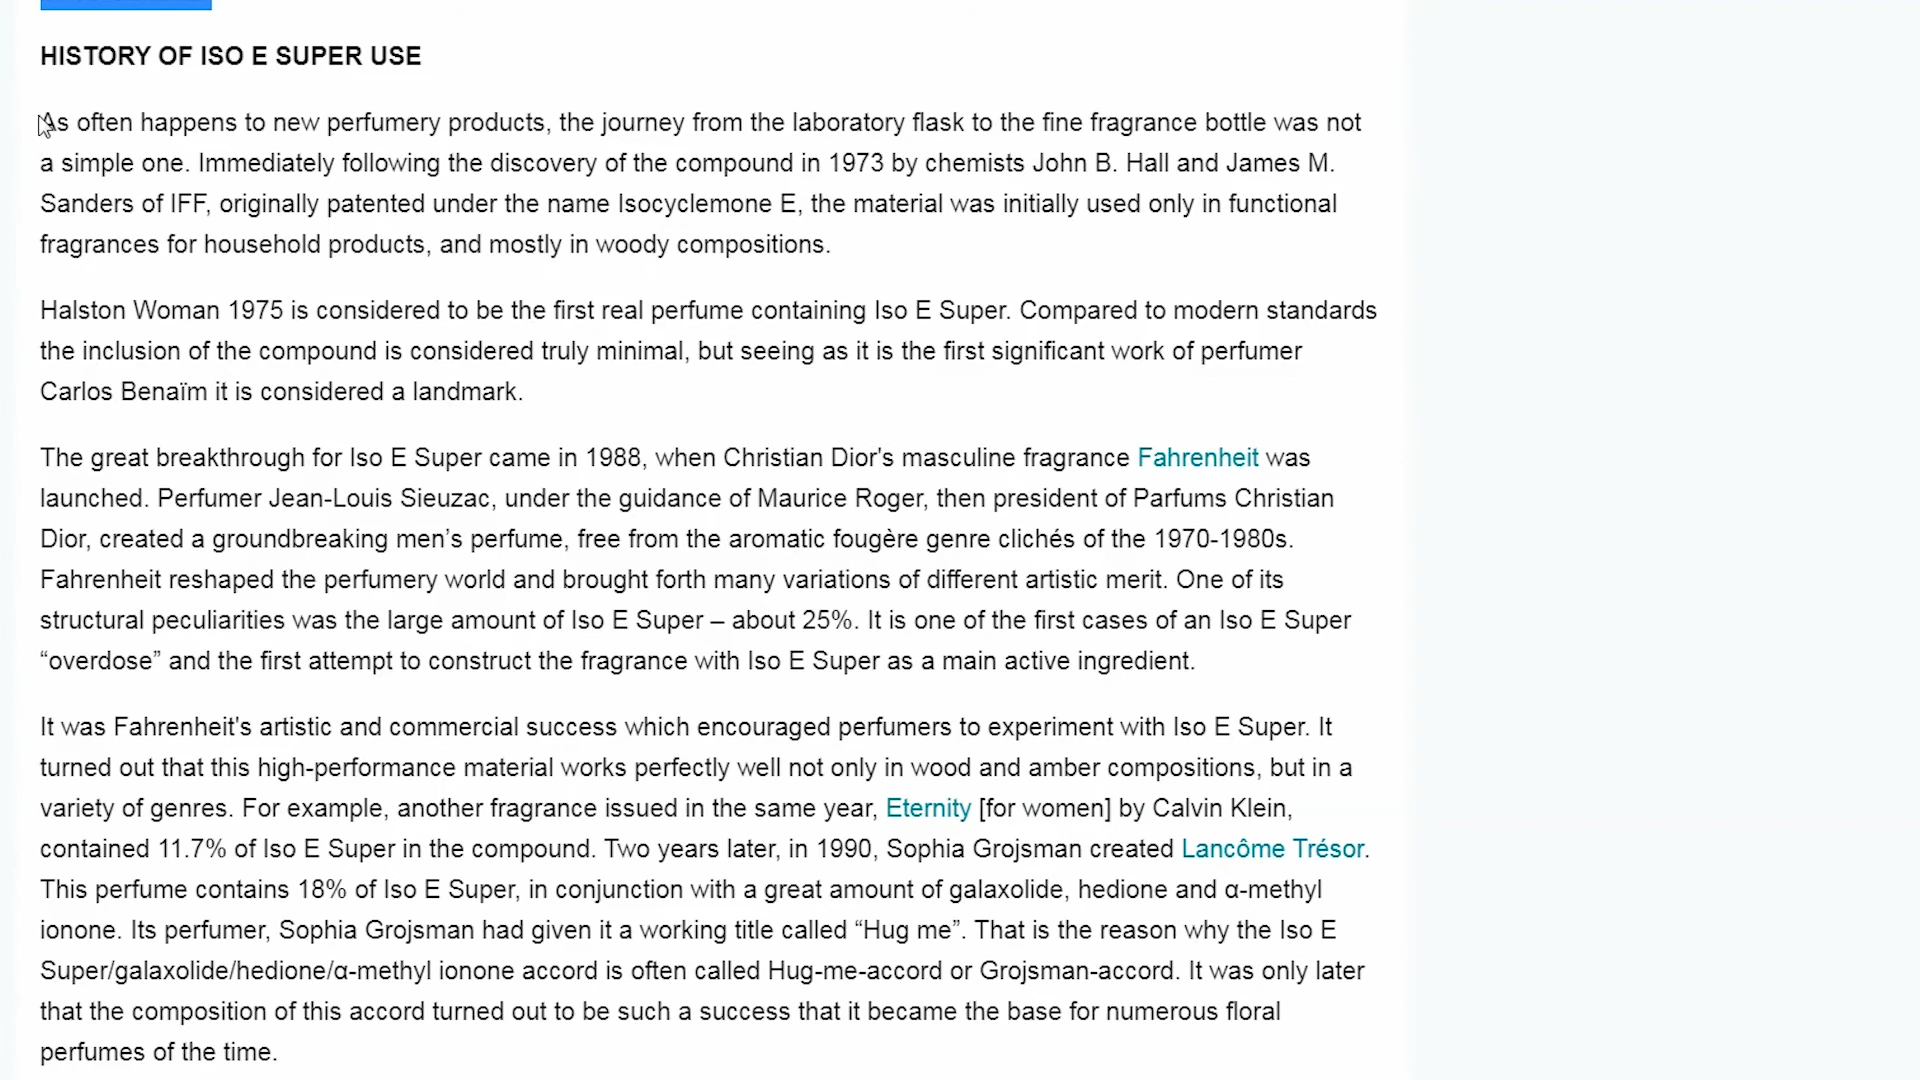 HISTORY OF ISO E SUPER USE
As often happens to new perfumery products, the journey from the laboratory flask to the fine fragrance bottle was not
a simple one. Immediately following the discovery of the compound in 1973 by chemists John B. Hall and James M.
Sanders of IFF, originally patented under the name Isocyclemone E, the material was initially used only in functional
fragrances for household products, and mostly in woody compositions.
Halston Woman 1975 is considered to be the first real perfume containing Iso E Super. Compared to modern standards
the inclusion of the compound is considered truly minimal, but seeing as it is the first significant work of perfumer
Carlos Benaïm it is considered a landmark.
The great breakthrough for Iso E Super came in 1988, when Christian Dior's masculine fragrance Fahrenheit was
launched. Perfumer Jean-Louis Sieuzac, under the guidance of Maurice Roger, then president of Parfums Christian
Dior, created a groundbreaking men’s perfume, free from the aromatic fougère genre clichés of the 1970-1980s.
Fahrenheit reshaped the perfumery world and brought forth many variations of different artistic merit. One of its
structural peculiarities was the large amount of Iso E Super – about 25%. It is one of the first cases of an Iso E Super
“overdose” and the first attempt to construct the fragrance with Iso E Super as a main active ingredient.
It was Fahrenheit's artistic and commercial success which encouraged perfumers to experiment with Iso E Super. It
turned out that this high-performance material works perfectly well not only in wood and amber compositions, but in a
variety of genres. For example, another fragrance issued in the same year, Eternity [for women] by Calvin Klein,
contained 11.7% of Iso E Super in the compound. Two years later, in 1990, Sophia Grojsman created Lancôme Trésor.
This perfume contains 18% of Iso E Super, in conjunction with a great amount of galaxolide, hedione and α-methyl
ionone. Its perfumer, Sophia Grojsman had given it a working title called “Hug me”. That is the reason why the Iso E
Super/galaxolide/hedione/α-methyl ionone accord is often called Hug-me-accord or Grojsman-accord. It was only later
that the composition of this accord turned out to be such a success that it became the base for numerous floral
perfumes of the time.